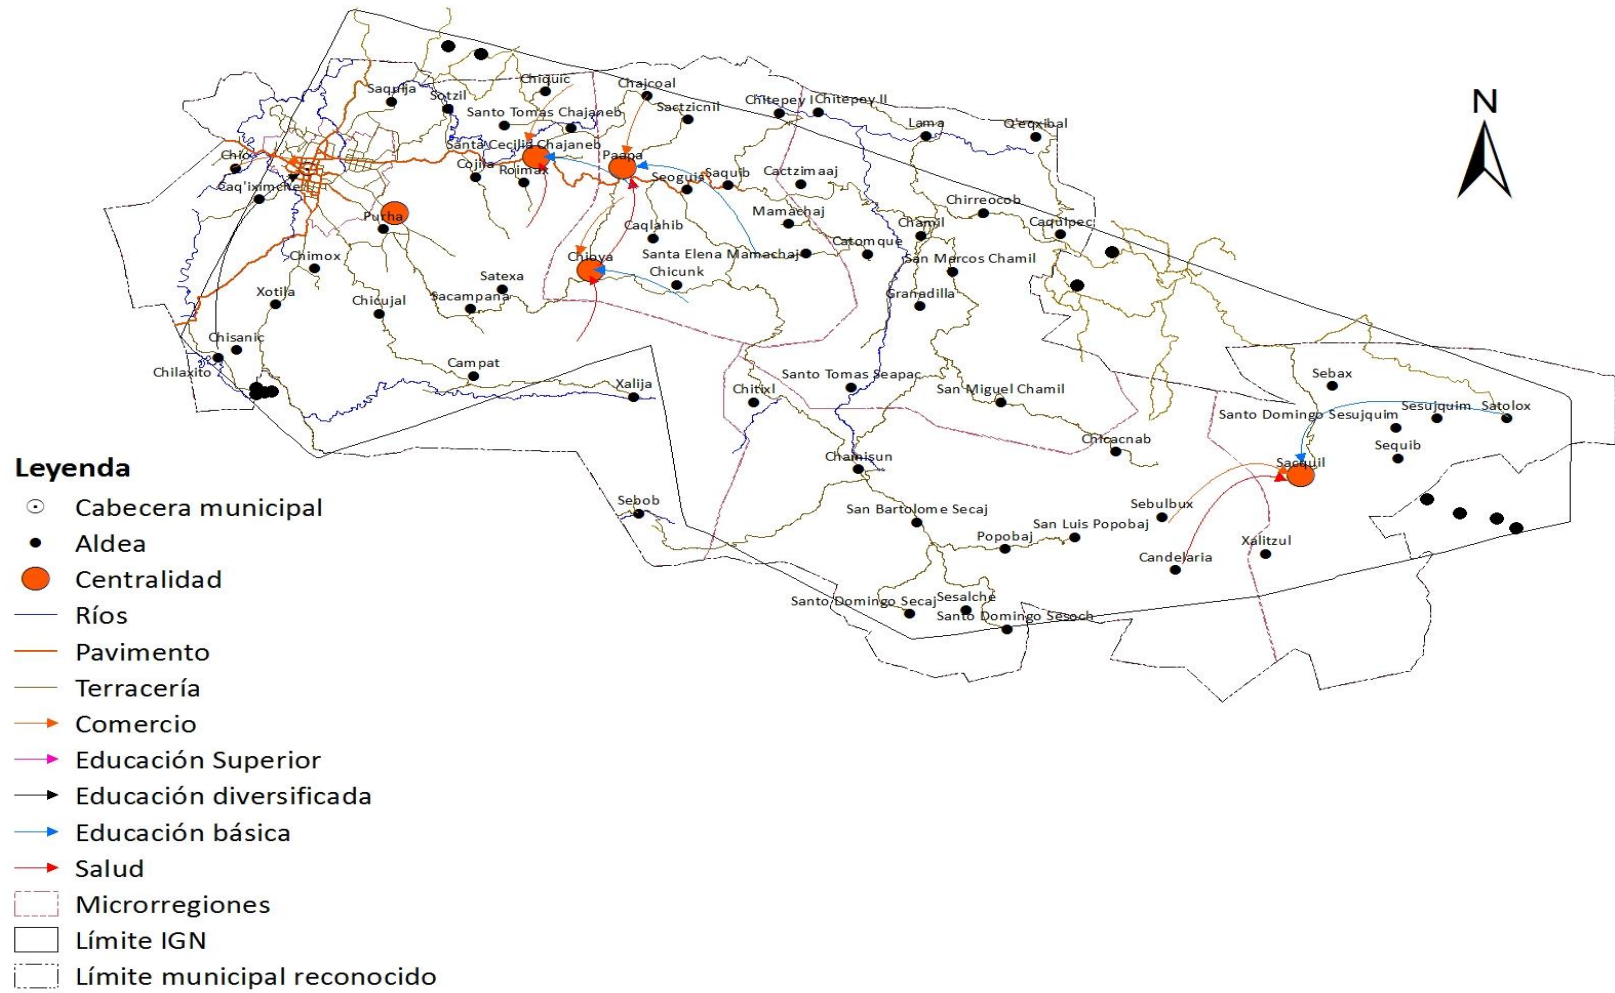 N
Chiquic
Chajcoal
Saquija
Sotzil
Sactzicnil
Chitepey I
Chitepey II
Santo Tomas Chajaneb
Lama
Q'eqxibal
Santa Cecilia Chajaneb
Chio
Cojila
Roimax
Paapa
Seoguis
Saquib
Cactzimaaj
Caq'iximche
Purha
Chirreocob
Mamachaj
Caqlahib
Chamil
Caquipec
Catomque
Chimox
Chioya
Santa Elena Mamachaj
San Marcos Chamil
Chicunk
Satexa
Xotila
Chicujal
Sacampana
Granadilla
Chisanic
Chilaxito
Campat
Xalija
Chitixl
Santo Tomas Seapac
San Miguel Chamil
Sebax
Santo Domingo Sesujquim
Sesujquim
Satolox
Chicacnab
Sequib
Chamisun
Sacquil
Sebob
San Bartolome Secaj
Sebulbux
San Luis Popobaj
Popobaj
Xalitzul
Candelaria
Santo Domingo Secaj
Sesalche
Santo Domingo Sesoch
Leyenda
Cabecera municipal
Aldea
Centralidad
Ríos
Pavimento
Terracería
Comercio
Educación Superior
Educación diversificada
Educación básica
Salud
Microrregiones
Límite IGN
Límite municipal reconocido